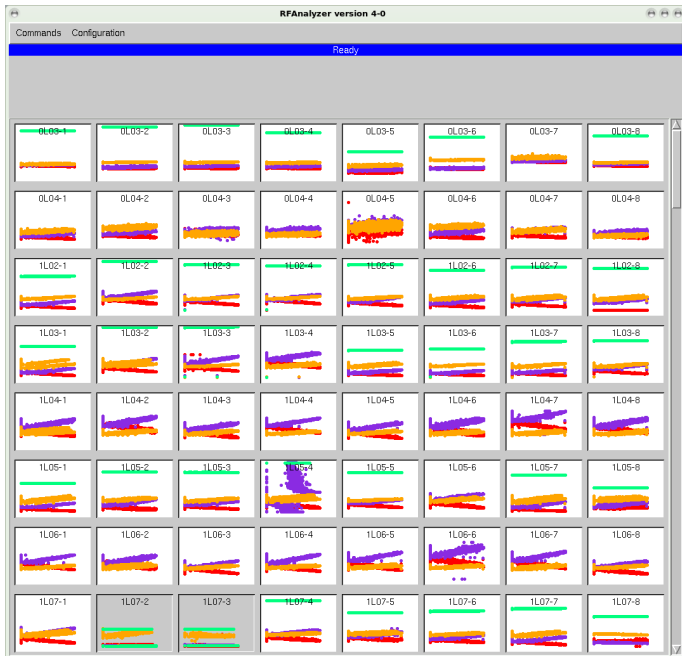 RFAnalyzer version 4-0
Commands Configuration
Ready
0L03-1 0L03-2 0L03-3 0L03-4 0L03-5 0L03-6 0L03-7 0L03-8
0L04-1 0L04-2 0L04-3 0L04-4 0L04-5 0L04-6 0L04-7 0L04-8
1L02-1 1L02-2 1L02-3 1L02-4 1L02-5 1L02-6 1L02-7 1L02-8
1L03-1 1L03-2 1L03-3 1L03-4 1L03-5 1L03-6 1L03-7 1L03-8
1L04-1 1L04-2 1L04-3 1L04-4 1L04-5 1L04-6 1L04-7 1L04-8
1L05-1 1L05-2 1L05-3 1L05-4 1L05-5 1L05-6 1L05-7 1L05-8
1L06-1 1L06-2 1L06-3 1L06-4 1L06-5 1L06-6 1L06-7 1L06-8
1L07-1 1L07-2 1L07-3 1L07-4 1L07-5 1L07-6 1L07-7 1L07-8